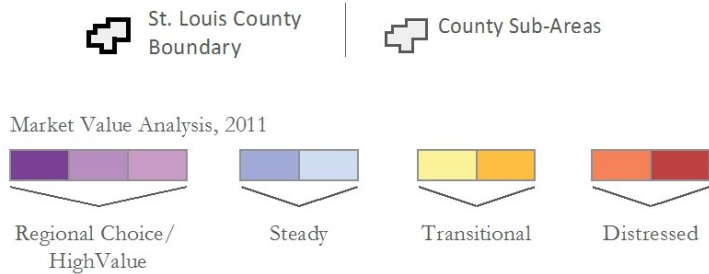 St. Louis County
Boundary
County Sub-Areas
Market Value Analysis, 2011
Regional Choice/
HighValue
Steady
Transitional
Distressed